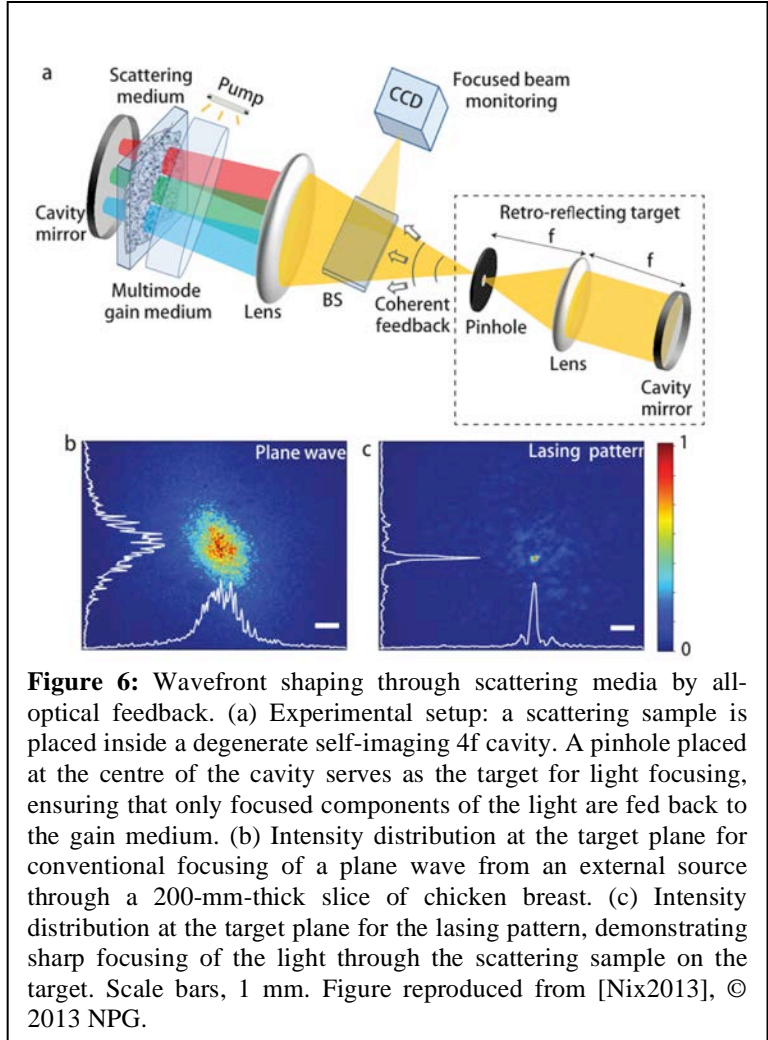 a
Scattering
medium
Pump
CCD
Focused beam
monitoring
Retro-reflecting target
f
f
Cavity
mirror
Multimode
gain medium
Lens
BS
Coherent
feedback
Pinhole
Lens
Cavity
mirror
b
Plane wave
c
Lasing pattern
1
0
Figure 6: Wavefront shaping through scattering media by all-
optical feedback. (a) Experimental setup: a scattering sample is
placed inside a degenerate self-imaging 4f cavity. A pinhole placed
at the centre of the cavity serves as the target for light focusing,
ensuring that only focused components of the light are fed back to
the gain medium. (b) Intensity distribution at the target plane for
conventional focusing of a plane wave from an external source
through a 200-mm-thick slice of chicken breast. (c) Intensity
distribution at the target plane for the lasing pattern, demonstrating
sharp focusing of the light through the scattering sample on the
target. Scale bars, 1 mm. Figure reproduced from [Nix2013], ©
2013 NPG.